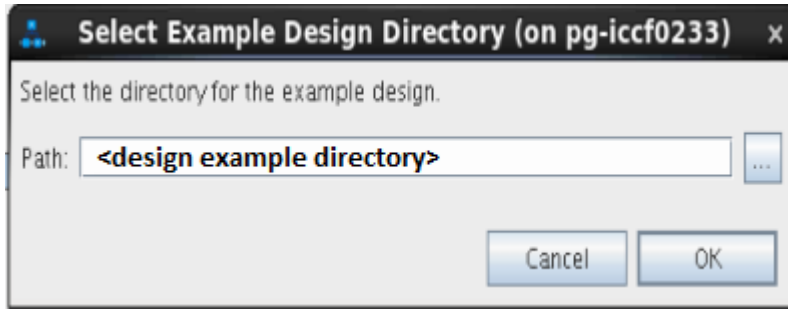 Select Example Design Directory (on pg-iccf0233) ×
Select the directory for the example design.
Path: <design example directory> ...
Cancel OK